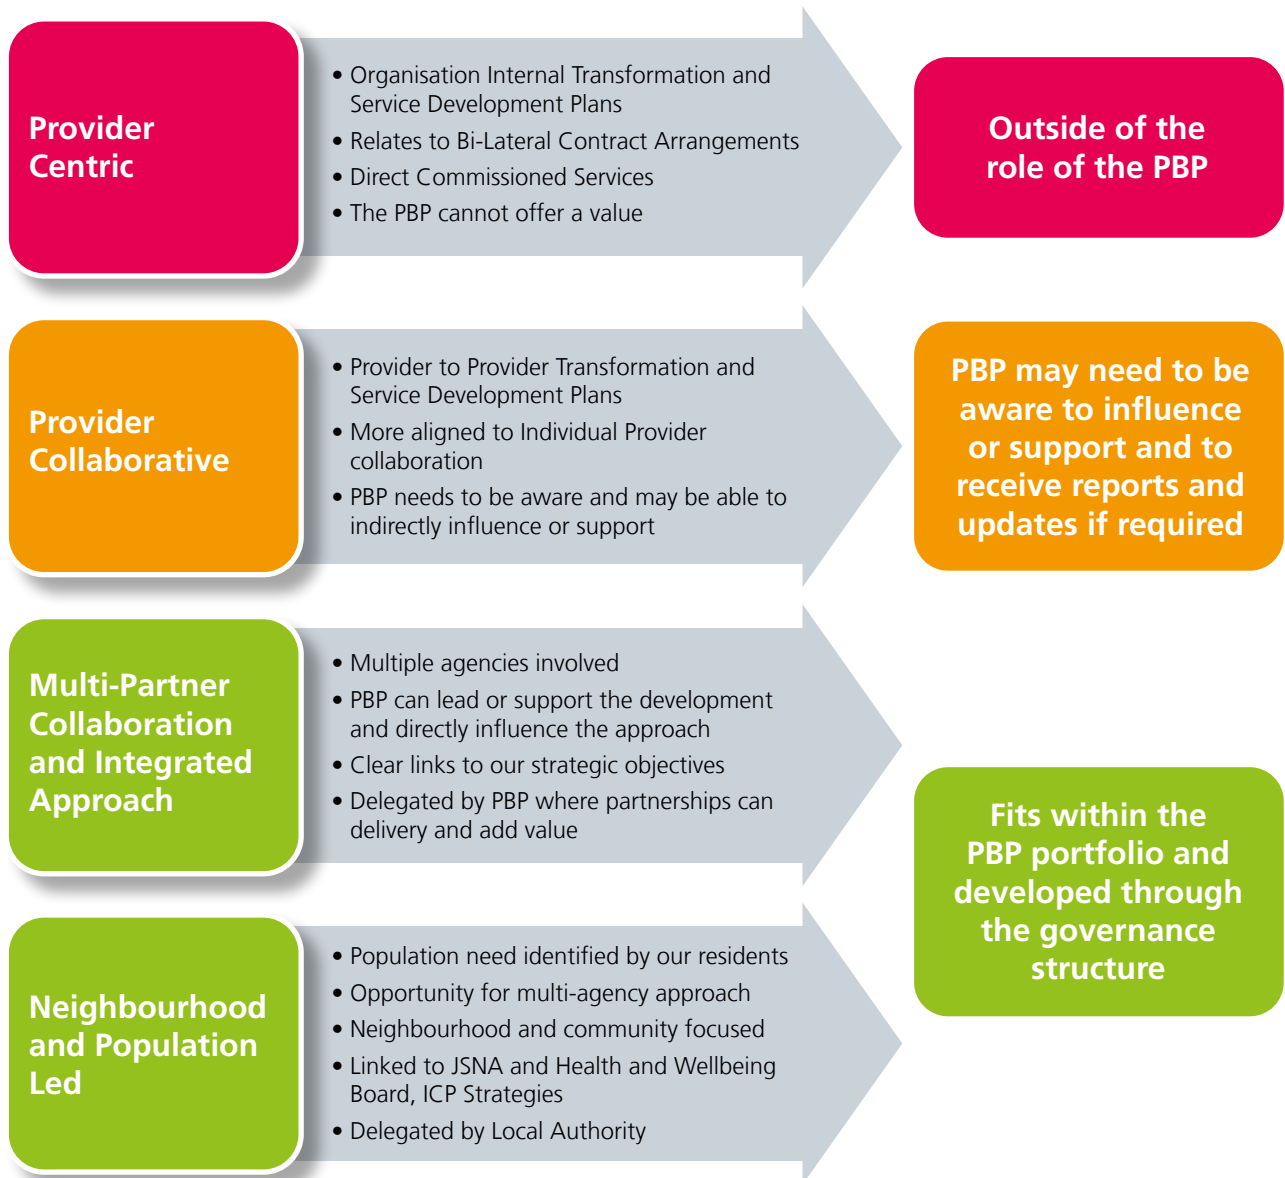 Provider
Centric
• Organisation Internal Transformation and
Service Development Plans
• Relates to Bi-Lateral Contract Arrangements
• Direct Commissioned Services
• The PBP cannot offer a value
Outside of the
role of the PBP
Provider
Collaborative
• Provider to Provider Transformation and
Service Development Plans
• More aligned to Individual Provider
collaboration
• PBP needs to be aware and may be able to
indirectly influence or support
PBP may need to be
aware to influence
or support and to
receive reports and
updates if required
Multi-Partner
Collaboration
and Integrated
Approach
• Multiple agencies involved
• PBP can lead or support the development
and directly influence the approach
• Clear links to our strategic objectives
• Delegated by PBP where partnerships can
delivery and add value
Neighbourhood
and Population
Led
• Population need identified by our residents
• Opportunity for multi-agency approach
• Neighbourhood and community focused
• Linked to JSNA and Health and Wellbeing
Board, ICP Strategies
• Delegated by Local Authority
Fits within the
PBP portfolio and
developed through
the governance
structure